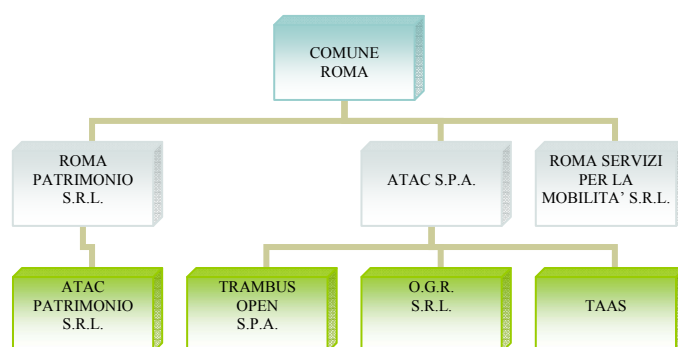 COMUNE
ROMA
ROMA
PATRIMONIO
S.R.L.
ATAC S.P.A.
ROMA SERVIZI
PER LA
MOBILITA’ S.R.L.
ATAC
PATRIMONIO
S.R.L.
TRAMBUS
OPEN
S.P.A.
O.G.R.
S.R.L.
TAAS